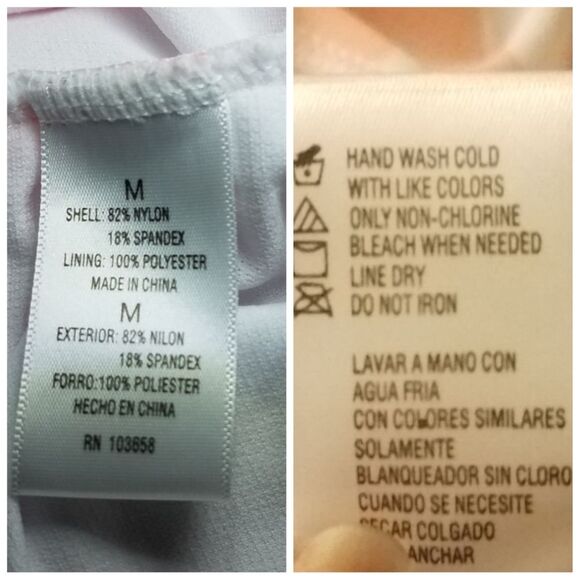 M
SHELL: 82% NYLON
18% SPANDEX
LINING: 100% POLYESTER
MADE IN CHINA
M
EXTERIOR: 82% NILON
18% SPANDEX
FORRO:100% POLIESTER
HECHO EN CHINA
RN 103658
HAND WASH COLD
WITH LIKE COLORS
ONLY NON-CHLORINE
BLEACH WHEN NEEDED
LINE DRY
DO NOT IRON
LAVAR A MANO CON
AGUA FRIA
CON COLORES SIMILARES
SOLAMENTE
BLANQUEADOR SIN CLORO
CUANDO SE NECESITE
SECAR COLGADO